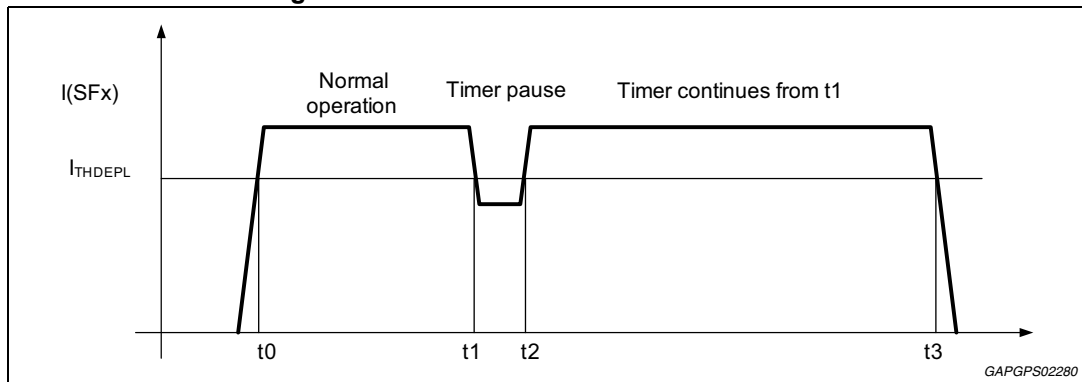 g
I(SFx)
Normal
operation
Timer pause
Timer continues from t1
ITHDEPL
t0
t1
t2
t3
GAPGPS02280